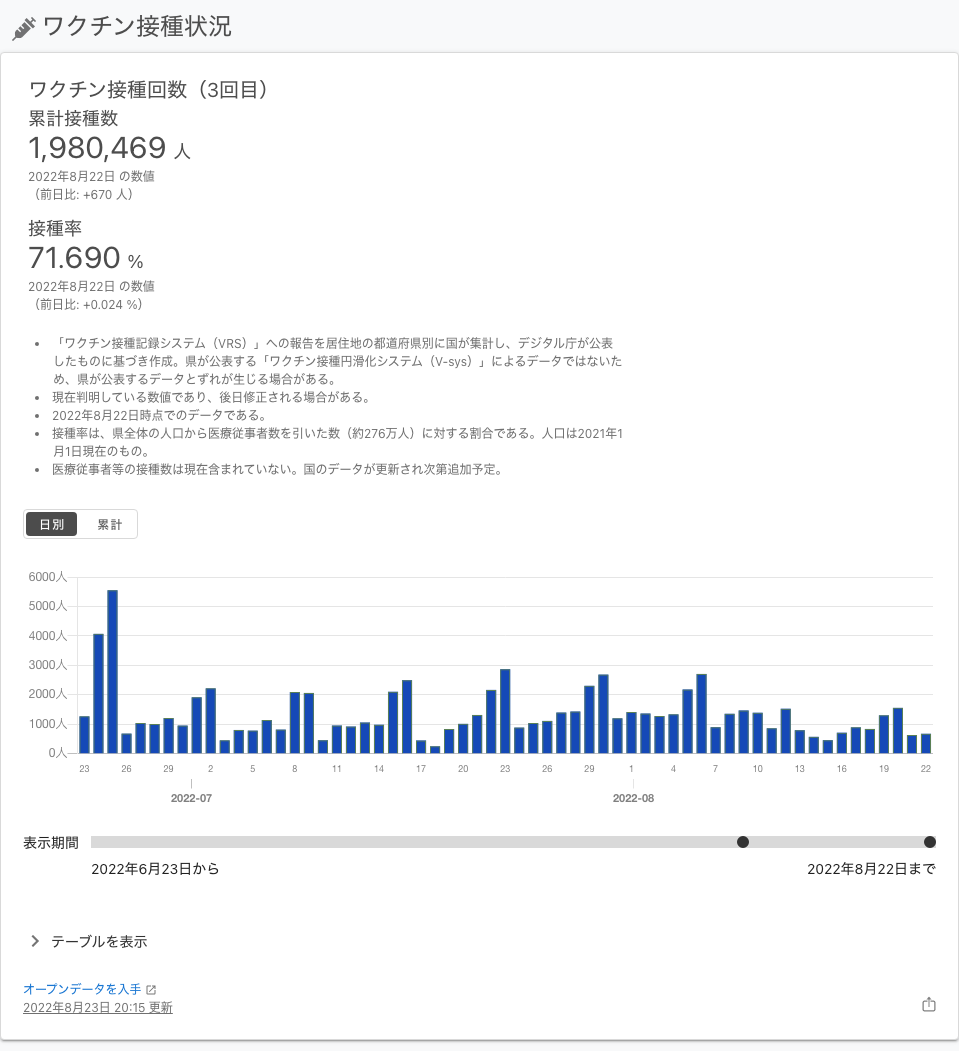 ワクチン接種状況
ワクチン接種回数（3回目）
累計接種数
1,980,469 人
2022年8月22日 の数値
（前日比: +670 人）
接種率
71.690 %
2022年8月22日 の数値
（前日比: +0.024 %）
• 「ワクチン接種記録システム（VRS）」への報告を居住地の都道府県別に国が集計し、デジタル庁が公表
したものに基づき作成。県が公表する「ワクチン接種円滑化システム（V-sys）」によるデータではないた
め、県が公表するデータとずれが生じる場合がある。
• 現在判明している数値であり、後日修正される場合がある。
• 2022年8月22日時点でのデータである。
• 接種率は、県全体の人口から医療従事者数を引いた数（約276万人）に対する割合である。人口は2021年1
月1日現在のもの。
• 医療従事者等の接種数は現在含まれていない。国のデータが更新され次第追加予定。
日別 累計
6000人
5000人
4000人
3000人
2000人
1000人
0人
23 26 29 2 5 8 11 14 17 20 23 26 29 1 4 7 10 13 16 19 22
2022-07 2022-08
表示期間
2022年6月23日から 2022年8月22日まで
テーブルを表示
オープンデータを入手
2022年8月23日 20:15 更新